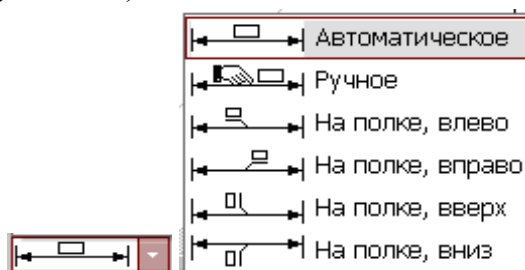 Автоматическое
Ручное
На полке, влево
На полке, вправо
На полке, вверх
На полке, вниз